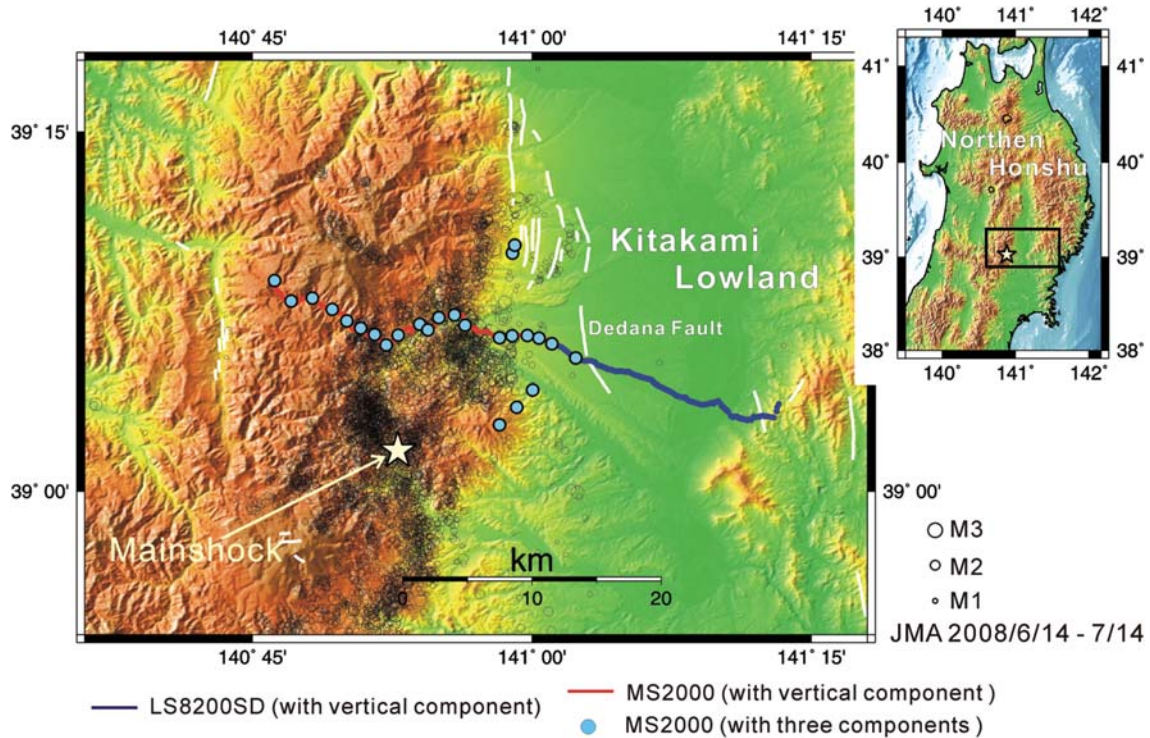 140° 45'
141° 00'
141° 15'
140°
141°
142°
39° 15'
41°
41°
Northen
Honshu
40°
40°
Kitakami
Lowland
39°
39°
Dedana Fault
38°
38°
140°
141°
142°
39° 00'
39° 00'
Mainshock
km
0
10
20
M3
M2
M1
JMA 2008/6/14 - 7/14
140° 45'
141° 00'
141° 15'
LS8200SD (with vertical component)
MS2000 (with vertical component )
MS2000 (with three components )